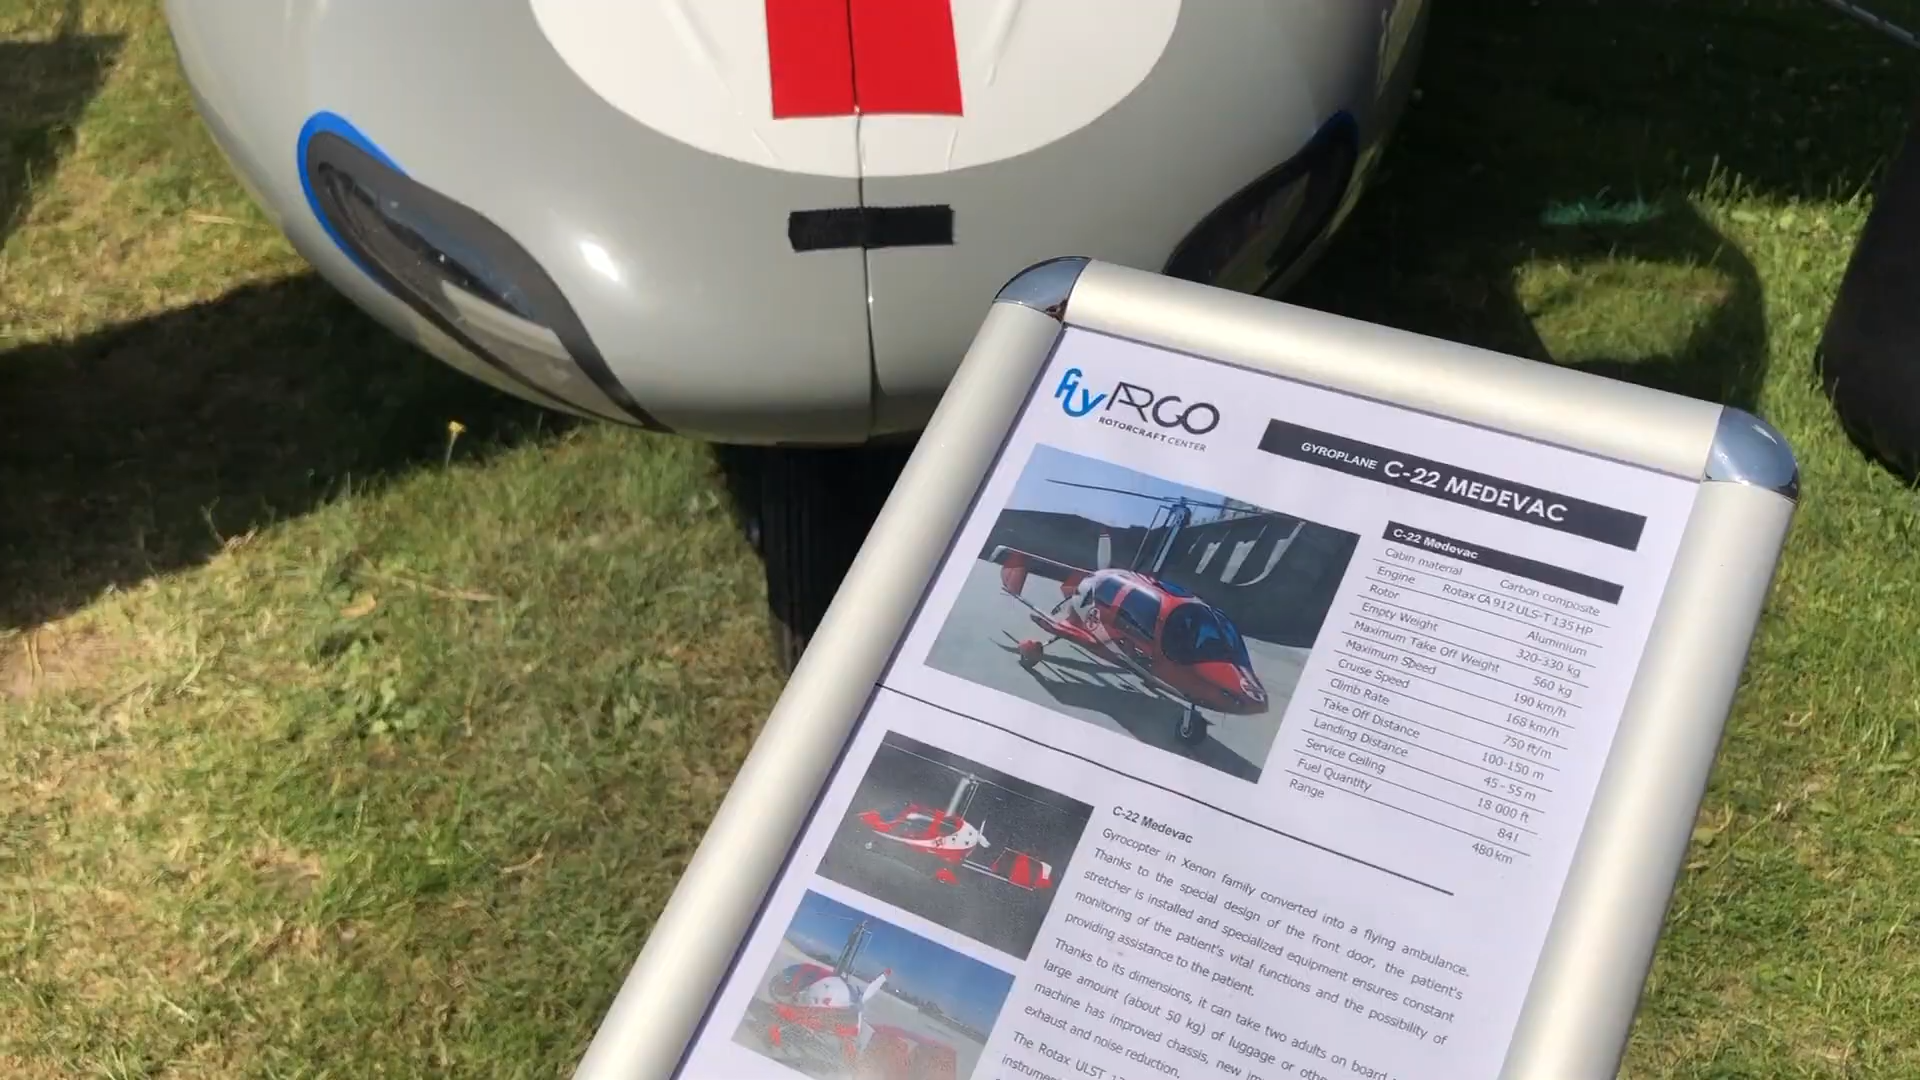 fly ARGO
ROTORCRAFT CENTER
GYROPLANE C-22 MEDEVAC
C-22 Medevac
Cabin material Carbon composite
Engine Rotax CA 912 ULS-T 135 HP
Rotor Aluminium
Empty Weight 320-330 kg
Maximum Take Off Weight 560 kg
Maximum Speed 190 km/h
Cruise Speed 168 km/h
Climb Rate 750 ft/m
Take Off Distance 100-150 m
Landing Distance 45 - 55 m
Service Ceiling 18 000 ft
Fuel Quantity 84 l
Range 480 km
C-22 Medevac
Gyrocopter in Xenon family converted into a flying ambulance.
Thanks to the special design of the front door, the patient's
stretcher is installed and specialized equipment ensures constant
monitoring of the patient's vital functions and the possibility of
providing assistance to the patient.
Thanks to its dimensions, it can take two adults on board
large amount (about 50 kg) of luggage or
machine has improved chassis, new
exhaust and noise reduction.
The Rotax ULST